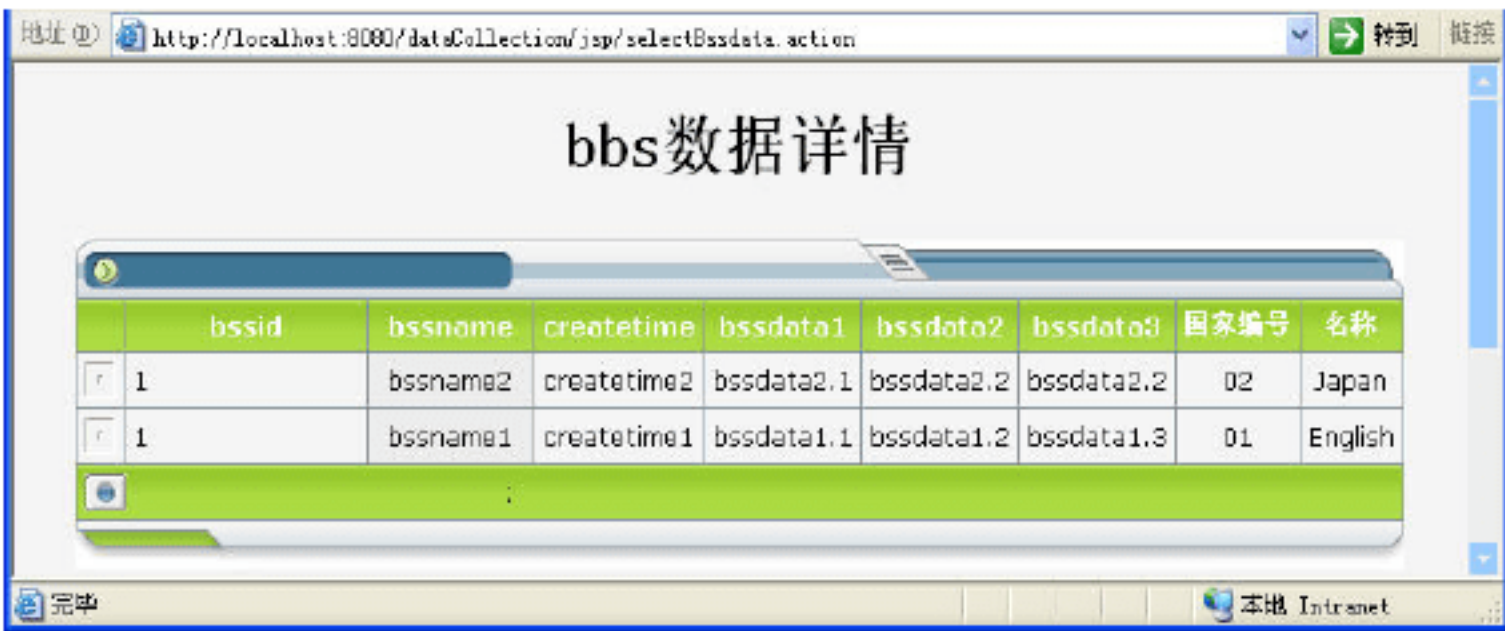 地址(D) http://localhost:8080/dataCollection/jsp/selectBssdata.action 转到 链接
bbs数据详情
bssid bssname createtime bssdata1 bssdata2 bssdata3 国家编号 名称
1 bssname2 createtime2 bssdata2.1 bssdata2.2 bssdata2.2 02 Japan
1 bssname1 createtime1 bssdata1.1 bssdata1.2 bssdata1.3 01 English
;
完毕 本地 Intranet